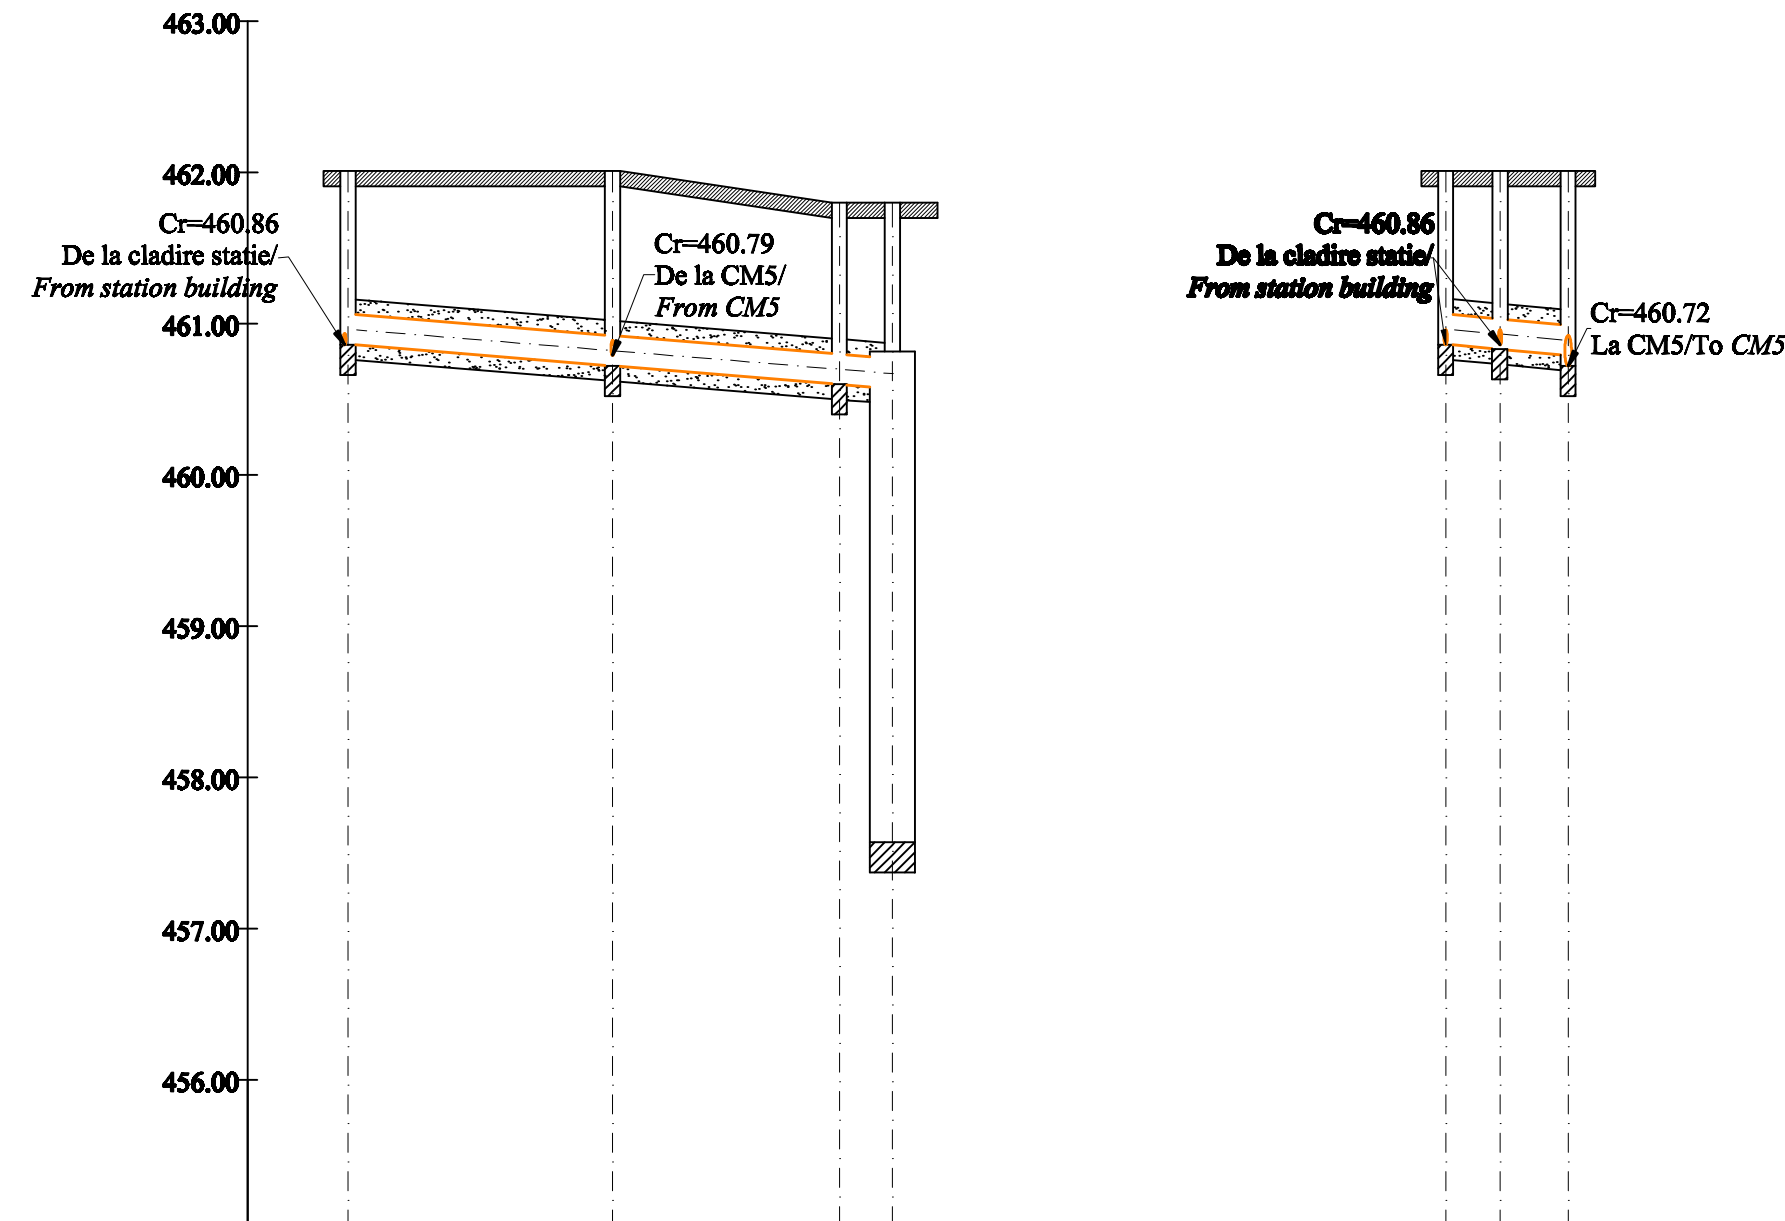 463.00
462.00
461.00
460.00
459.00
458.00
457.00
456.00
Cr=460.86
De la cladire statie/
From station building
Cr=460.79
De la CM5/
From CM5
Cr=460.86
De la cladire statie/
From station building
Cr=460.72
La CM5/To CM5